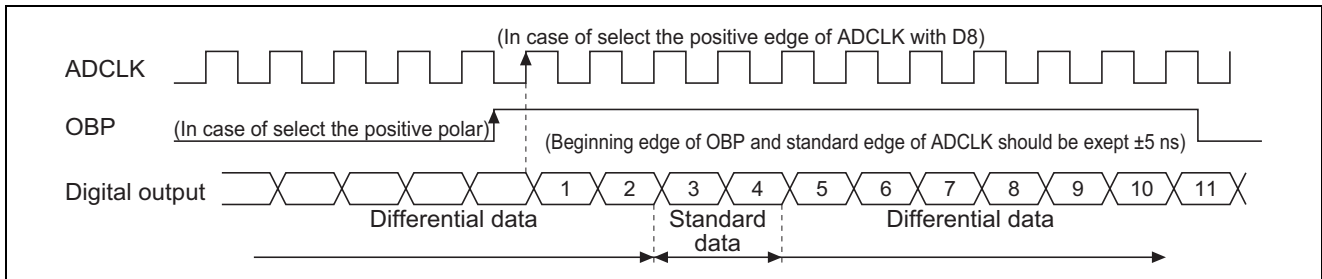 (In case of select the positive edge of ADCLK with D8)
ADCLK
OBP
(In case of select the positive polar)
(Beginning edge of OBP and standard edge of ADCLK should be exept ±5 ns)
Digital output
1 2 3 4 5 6 7 8 9 10 11
Differential data
Standard data
Differential data